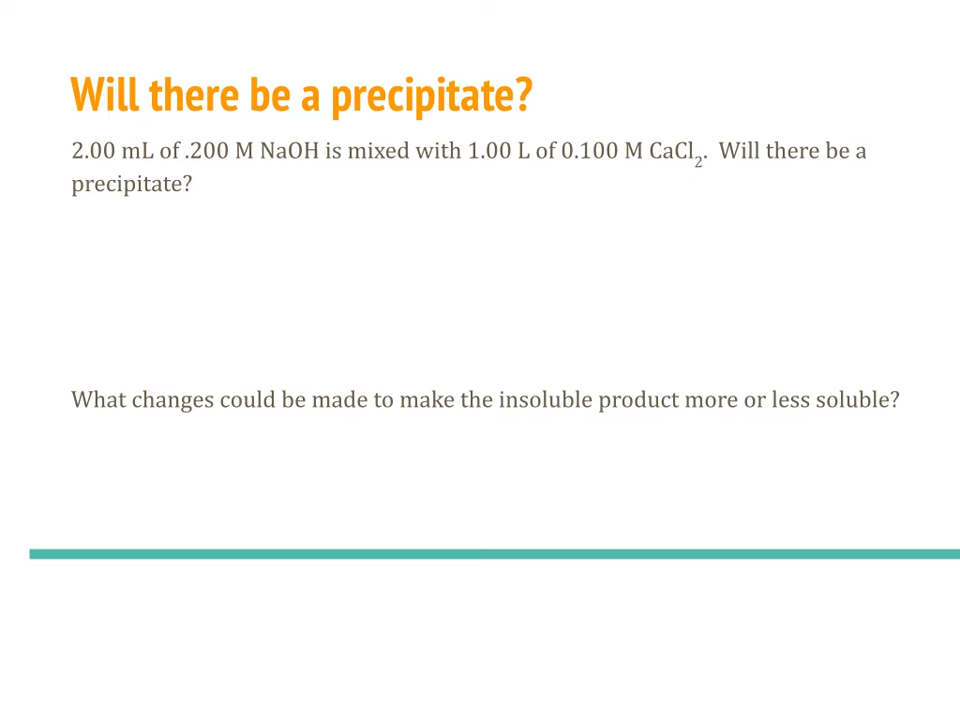 Will there be a precipitate?
2.00 mL of .200 M NaOH is mixed with 1.00 L of 0.100 M CaCl₂.  Will there be a
precipitate?
What changes could be made to make the insoluble product more or less soluble?